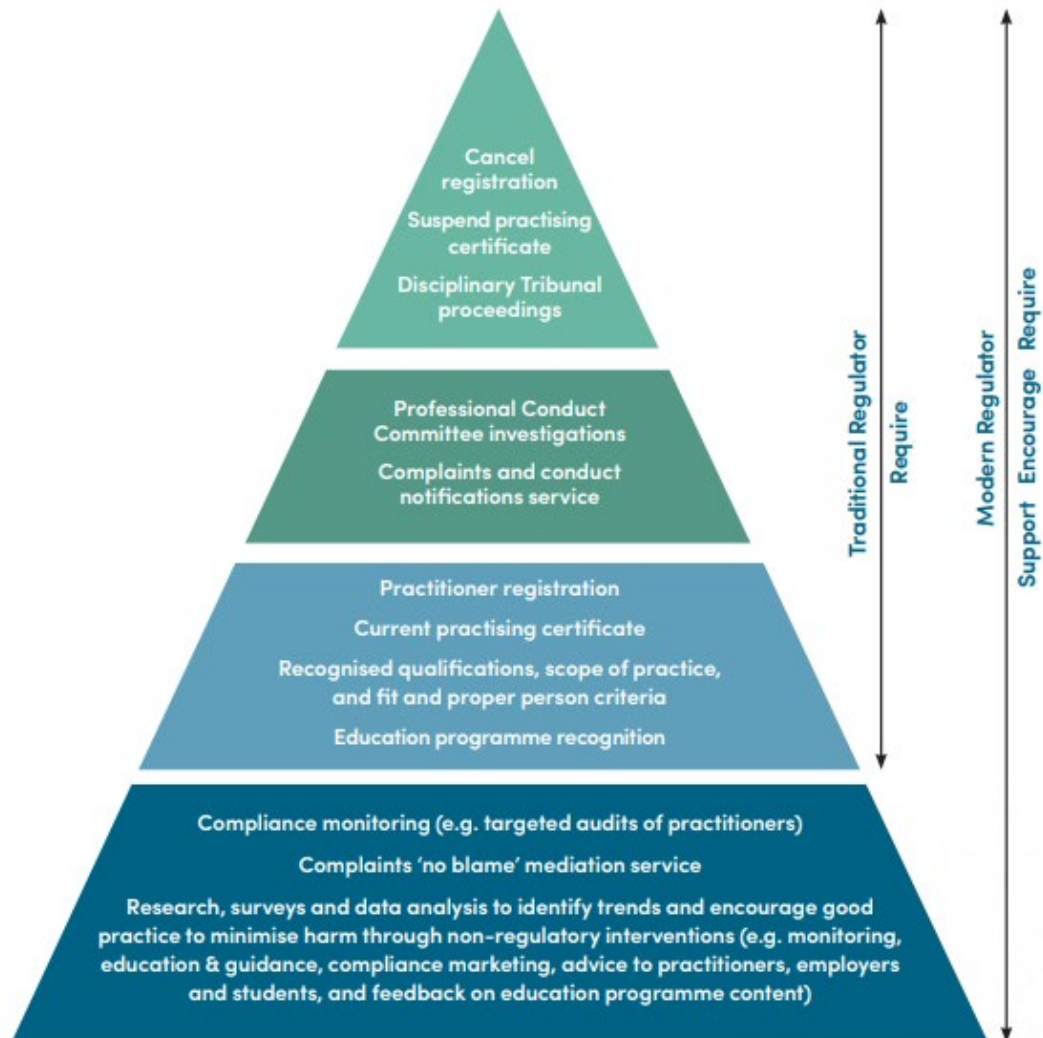 Cancel
registration
Suspend practising
certificate
Disciplinary Tribunal
proceedings
Professional Conduct
Committee investigations
Complaints and conduct
notifications service
Practitioner registration
Current practising certificate
Recognised qualifications, scope of practice,
and fit and proper person criteria
Education programme recognition
Compliance monitoring (e.g. targeted audits of practitioners)
Complaints ‘no blame’ mediation service
Research, surveys and data analysis to identify trends and encourage good
practice to minimise harm through non-regulatory interventions (e.g. monitoring,
education & guidance, compliance marketing, advice to practitioners, employers
and students, and feedback on education programme content)
Traditional Regulator
Require
Modern Regulator
Support Encourage Require